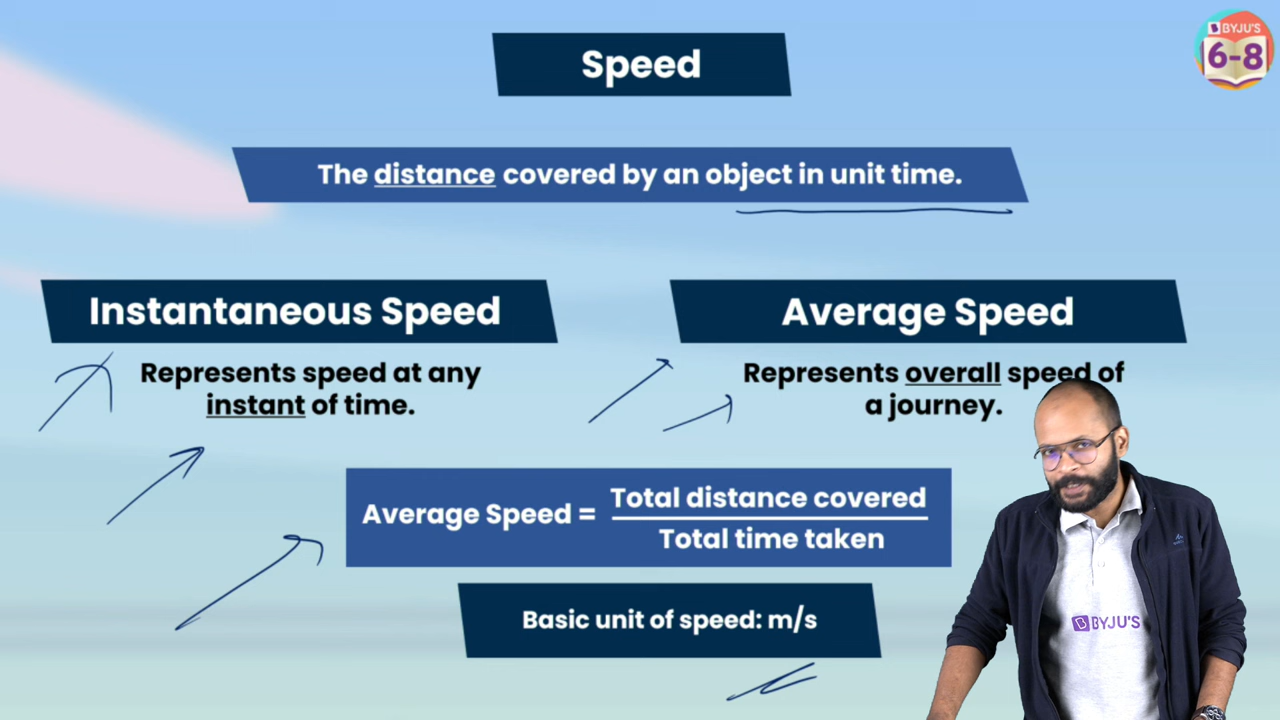 BYJU'S
6-8
Speed
The distance covered by an object in unit time.
Instantaneous Speed
Represents speed at any
instant of time.
Average Speed
Represents overall speed of
a journey.
Average Speed = Total distance covered
Total time taken
Basic unit of speed: m/s
BYJU'S